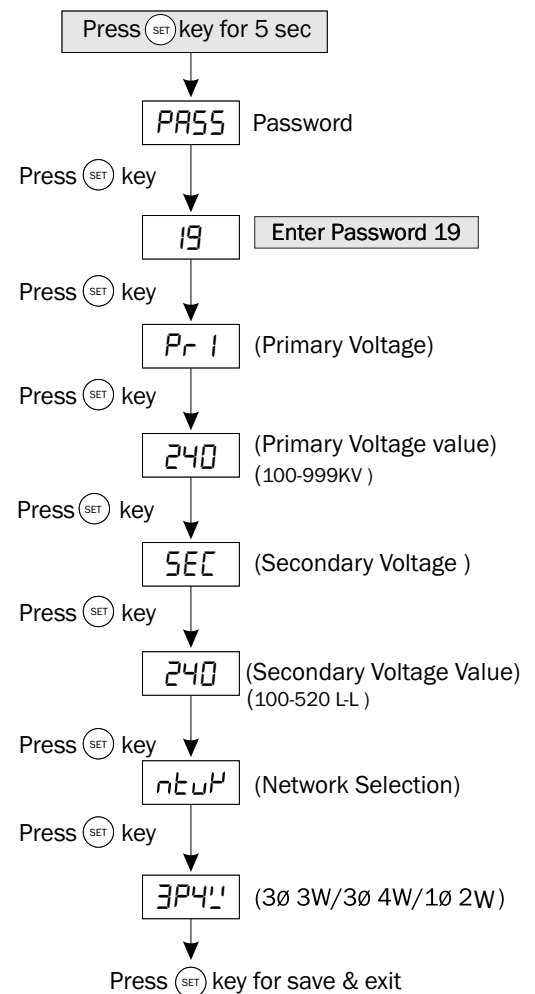 Press SET key for 5 sec
PASS Password
Press SET key
19 Enter Password 19
Press SET key
Pr 1 (Primary Voltage)
Press SET key
240 (Primary Voltage value)
(100-999KV )
Press SET key
SEC (Secondary Voltage )
Press SET key
240 (Secondary Voltage Value)
(100-520 L-L )
Press SET key
ntwk (Network Selection)
Press SET key
3P4W (3ø 3W/3ø 4W/1ø 2W )
Press SET key for save & exit